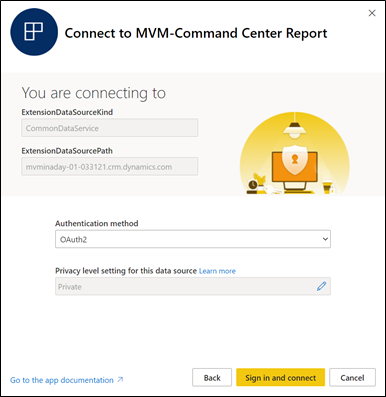 Connect to MVM-Command Center Report
You are connecting to
ExtensionDataSourceKind
CommonDataService
ExtensionDataSourcePath
mvminaday-01-033121.crm.dynamics.com
Authentication method
OAuth2
Privacy level setting for this data source Learn more
Private
Go to the app documentation
Back
Sign in and connect
Cancel